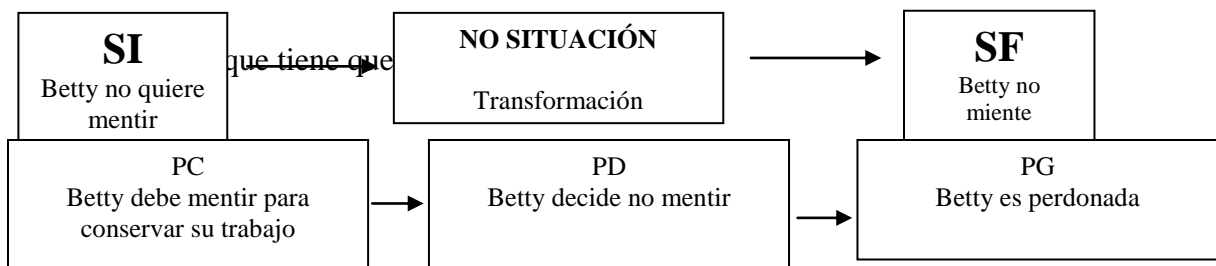 SI
Betty no quiere
mentir
que tiene que
NO SITUACIÓN
Transformación
SF
Betty no
miente
PC
Betty debe mentir para
conservar su trabajo
PD
Betty decide no mentir
PG
Betty es perdonada